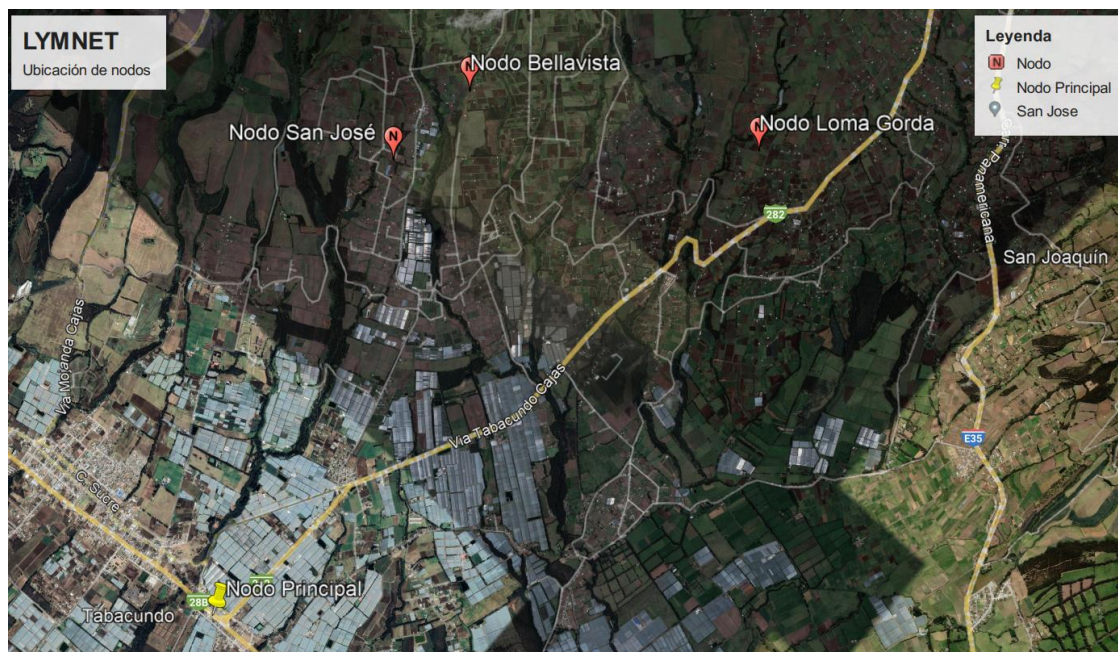 LYMNET
Ubicación de nodos
Leyenda
N Nodo
Nodo Principal
San Jose
N
Nodo Bellavista
Nodo San José
N
Nodo Loma Gorda
282
Panamericana
San Joaquín
Vía Mojanda Cajas
Via Tabacundo Cajas
E35
C. Sucre
Nodo Principal
28B
Tabacundo